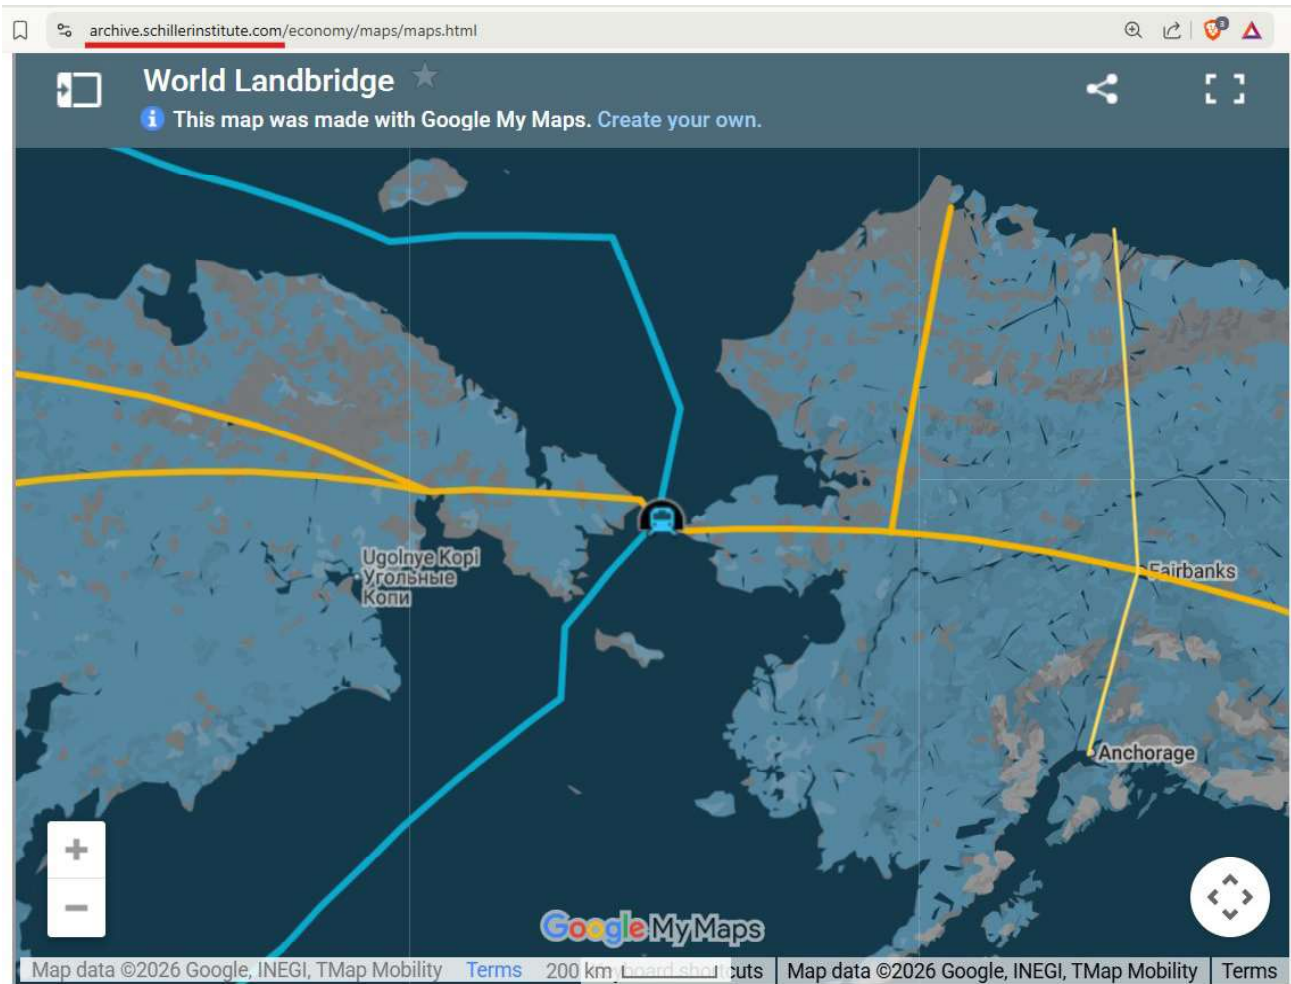 archive.schillerinstitute.com/economy/maps/maps.html
World Landbridge
This map was made with Google My Maps. Create your own.
Ugolnye Kopi
Угольные
Копи
Fairbanks
Anchorage
Google My Maps
Map data ©2026 Google, INEGI, TMap Mobility Terms 200 km cuts Map data ©2026 Google, INEGI, TMap Mobility Terms